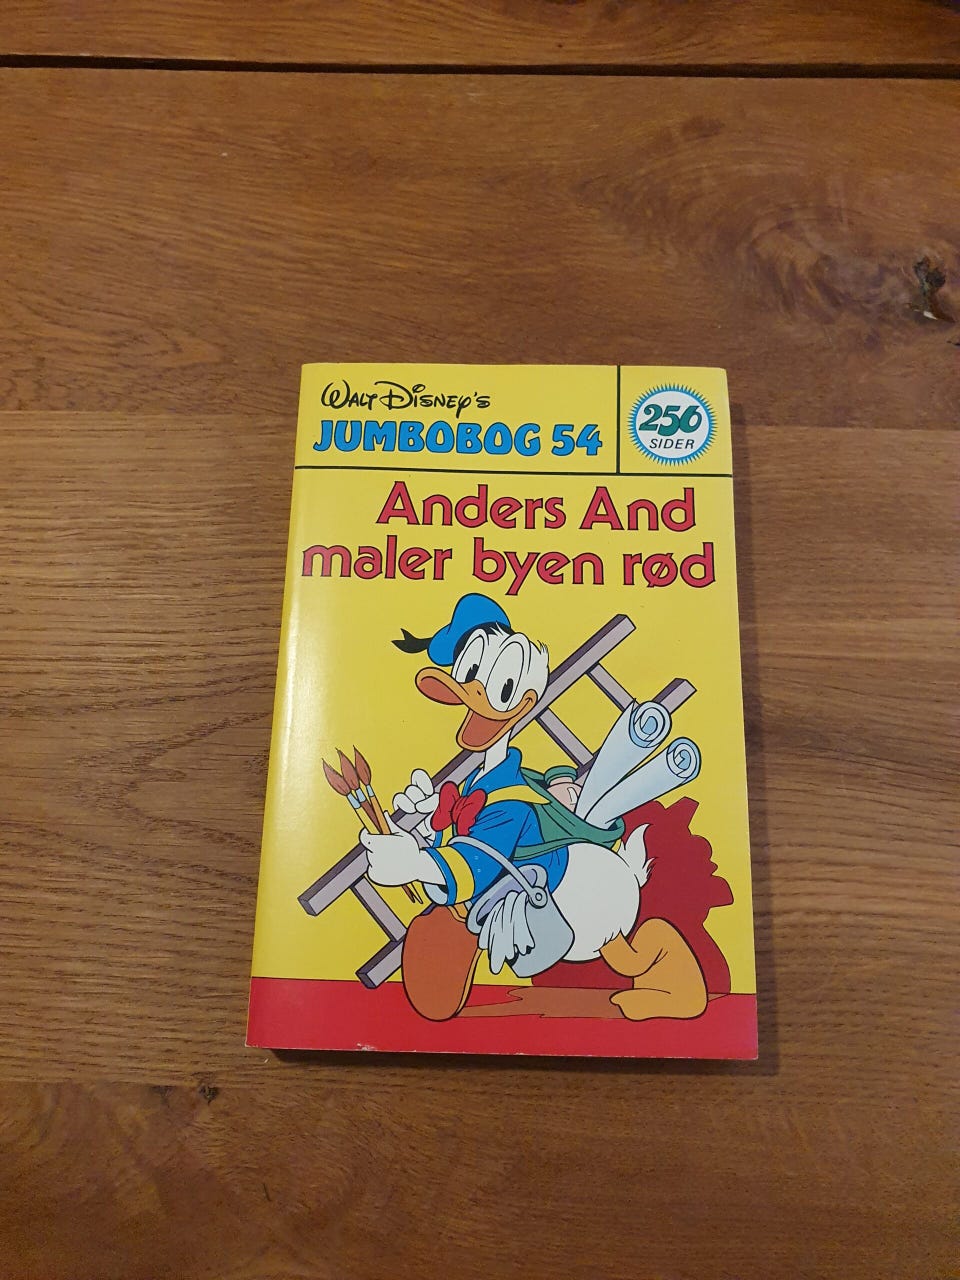 Walt Disney's
JUMBOBOG 54
256
SIDER
Anders And
maler byen rød